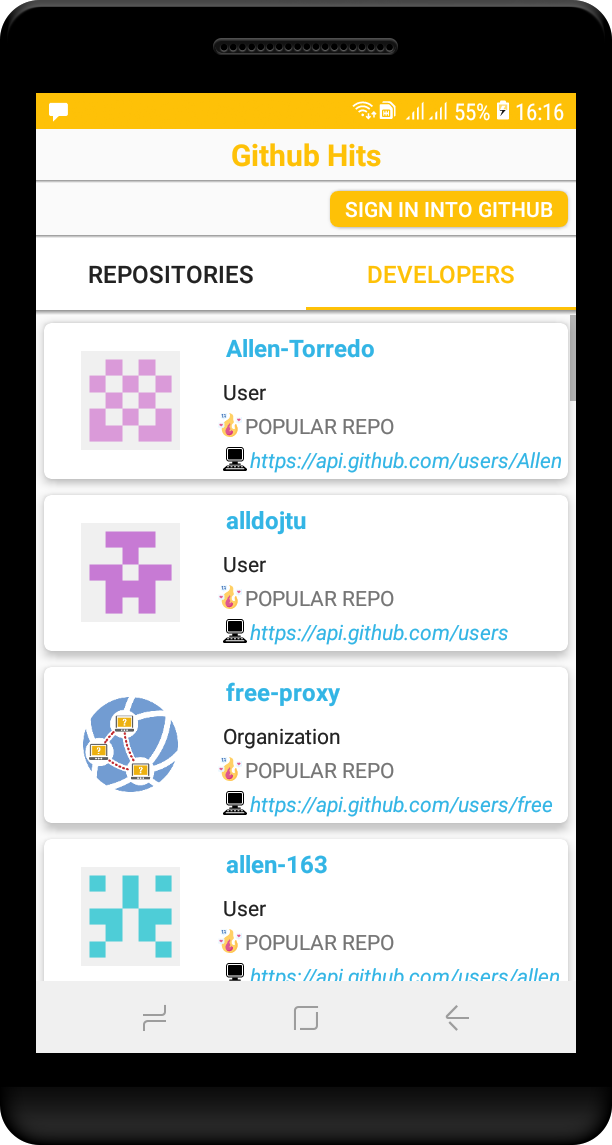 55% 16:16
Github Hits
SIGN IN INTO GITHUB
REPOSITORIES DEVELOPERS
Allen-Torredo
User
POPULAR REPO
https://api.github.com/users/Allen
alldojtu
User
POPULAR REPO
https://api.github.com/users
free-proxy
Organization
POPULAR REPO
https://api.github.com/users/free
allen-163
User
POPULAR REPO
https://api.github.com/users/allen